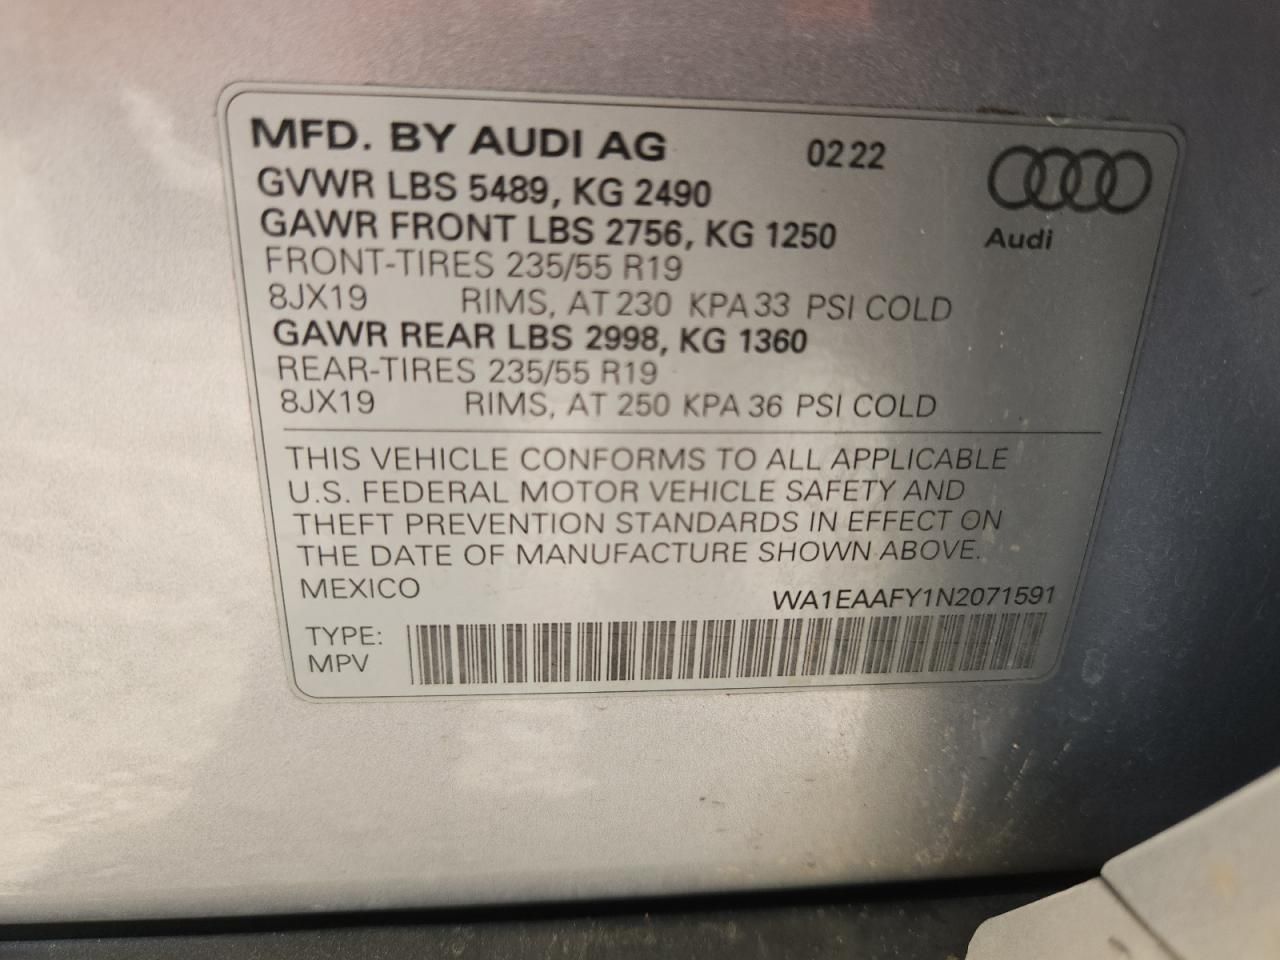 MFD. BY AUDI AG 0222
GVWR LBS 5489, KG 2490
GAWR FRONT LBS 2756, KG 1250
Audi
FRONT-TIRES 235/55 R19
8JX19 RIMS, AT 230 KPA 33 PSI COLD
GAWR REAR LBS 2998, KG 1360
REAR-TIRES 235/55 R19
8JX19 RIMS, AT 250 KPA 36 PSI COLD
THIS VEHICLE CONFORMS TO ALL APPLICABLE
U.S. FEDERAL MOTOR VEHICLE SAFETY AND
THEFT PREVENTION STANDARDS IN EFFECT ON
THE DATE OF MANUFACTURE SHOWN ABOVE.
MEXICO WA1EAAFY1N2071591
TYPE:
MPV